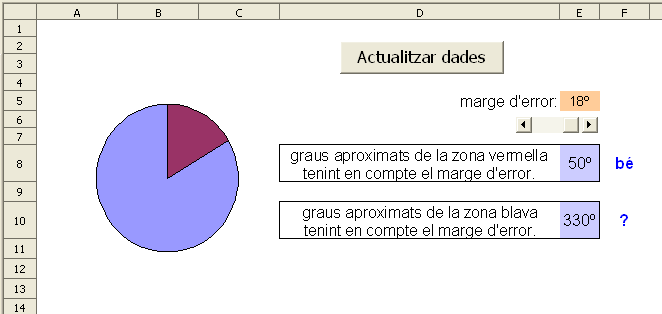 A B C D E F
1
2
Actualitzar dades
3
4
5
marge d'error: 18º
6
7
8
graus aproximats de la zona vermella
tenint en compte el marge d'error.
50º bé
9
10
graus aproximats de la zona blava
tenint en compte el marge d'error.
330º ?
11
12
13
14